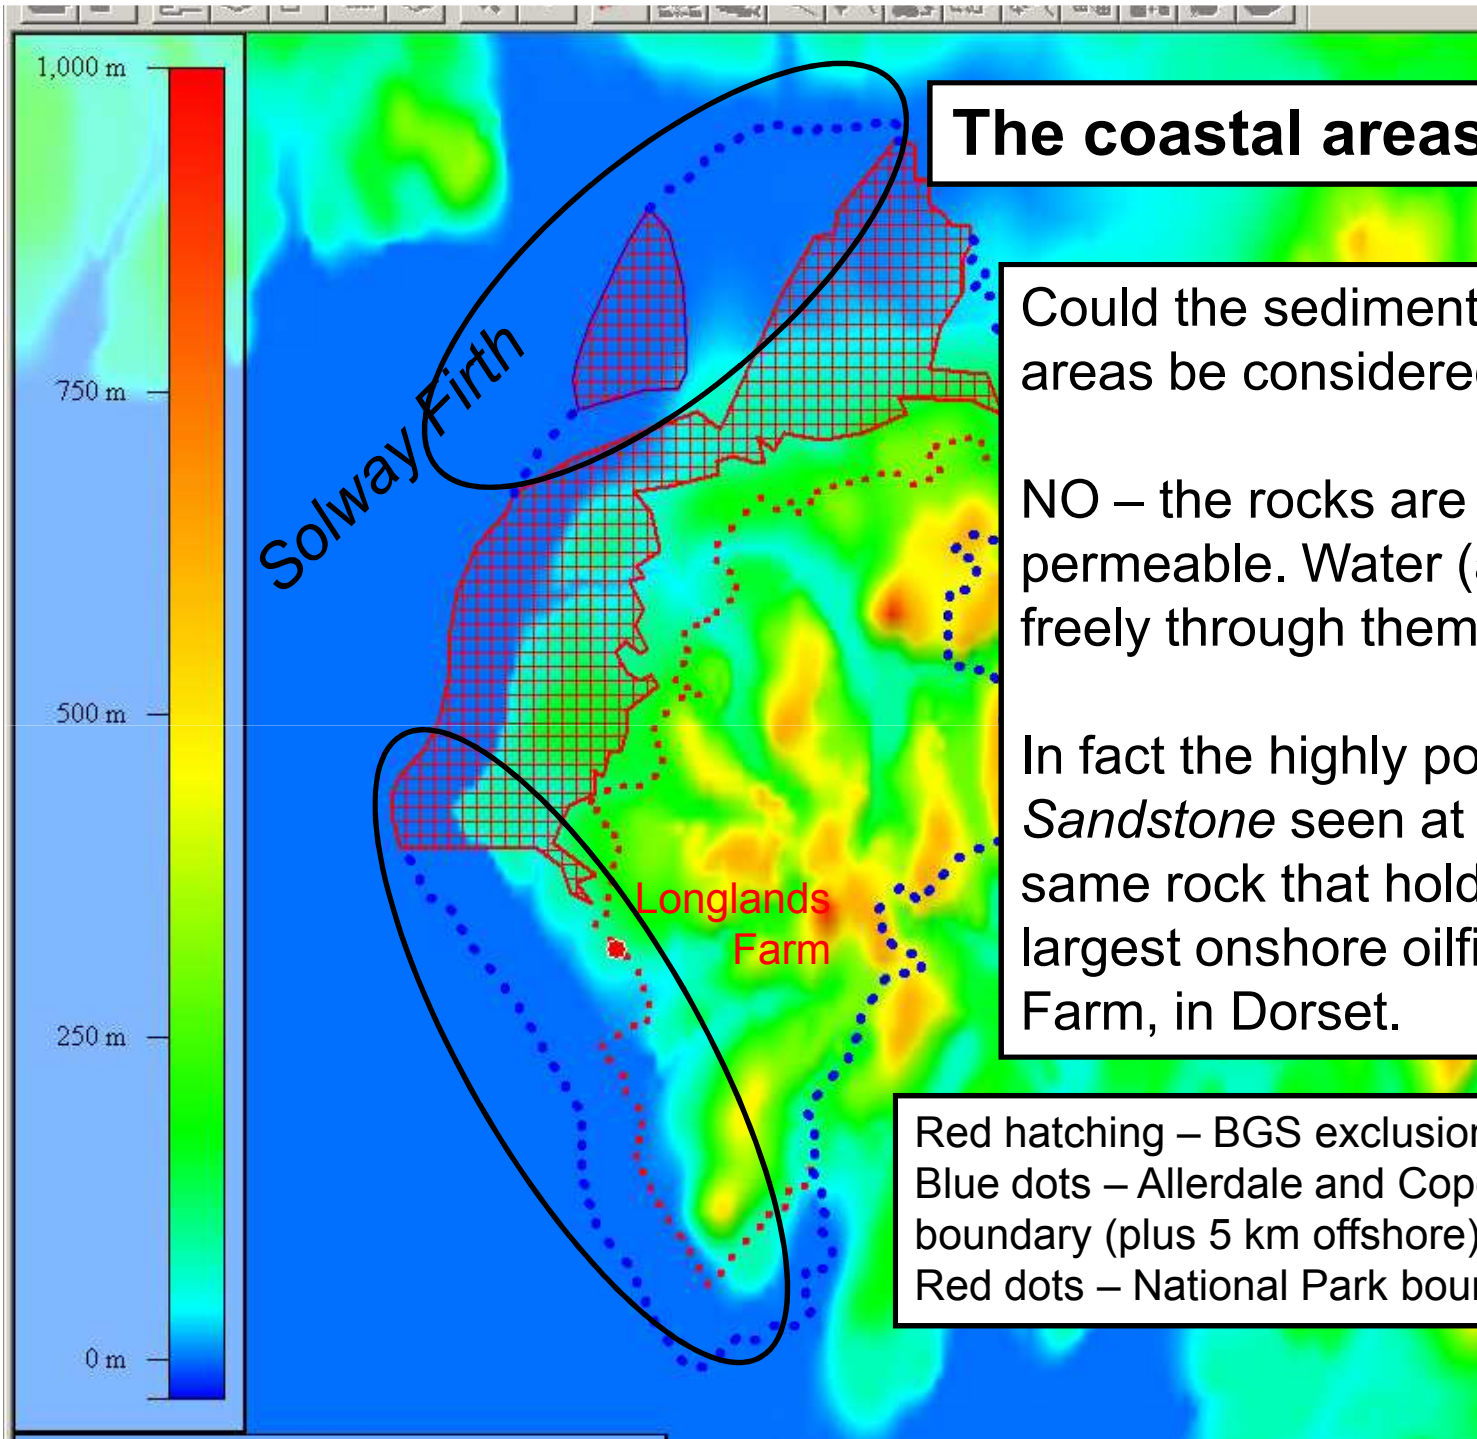 1,000 m
750 m
500 m
250 m
0 m
Solway Firth
Longlands
Farm
The coastal areas
Could the sediment
areas be considered
NO – the rocks are
permeable. Water (
freely through them
In fact the highly po
Sandstone seen at
same rock that hold
largest onshore oilfi
Farm, in Dorset.
Red hatching – BGS exclusion
Blue dots – Allerdale and Cop
boundary (plus 5 km offshore)
Red dots – National Park bou